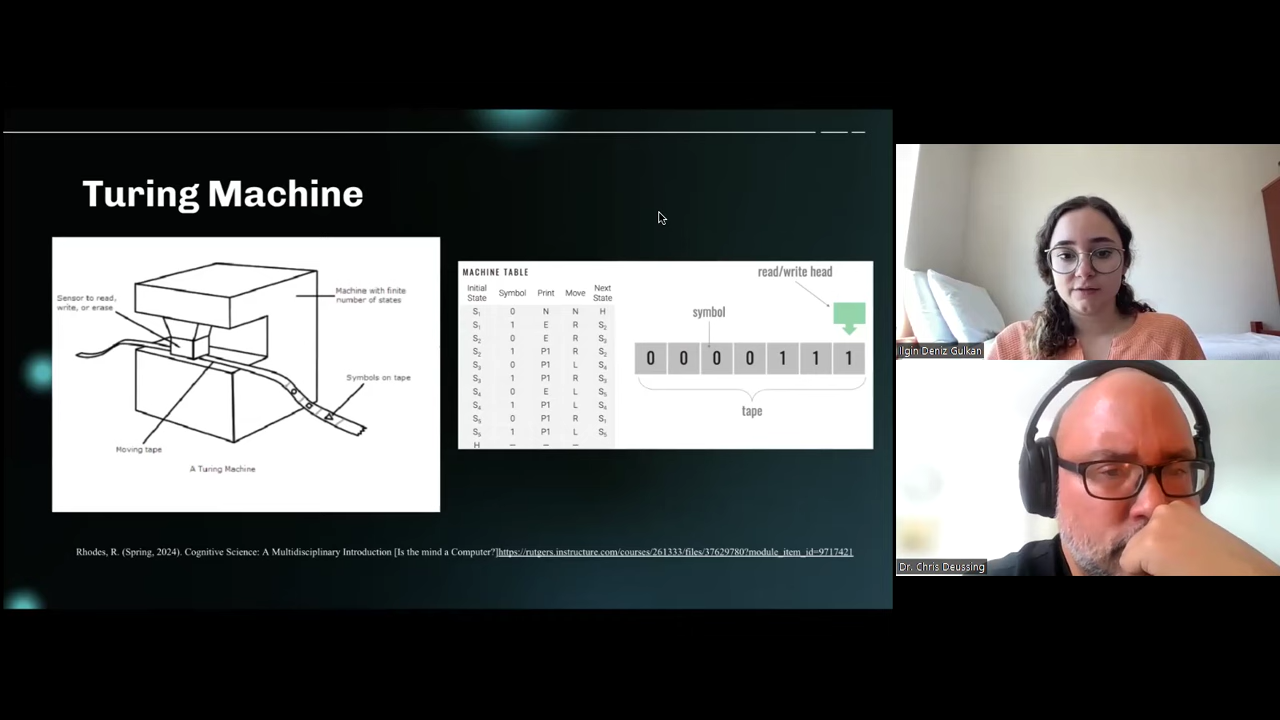 Turing Machine
Sensor to read,
write, or erase
Machine with finite
number of states
Symbols on tape
Moving tape
A Turing Machine
MACHINE TABLE
Initial State Symbol Print Move Next State
S1 0 N N H
S1 1 E R S2
S2 0 E R S3
S2 1 P1 R S2
S3 0 P1 L S4
S3 1 P1 R S3
S4 0 E L S5
S4 1 P1 L S4
S5 0 P1 R S1
S5 1 P1 L S5
H — — —
read/write head
symbol
0 0 0 0 1 1 1
tape
Rhodes, R. (Spring, 2024). Cognitive Science: A Multidisciplinary Introduction [Is the mind a Computer?]https://rutgers.instructure.com/courses/261333/files/37629780?module_item_id=9717421
Ilgin Deniz Gulkan
Dr. Chris Deussing